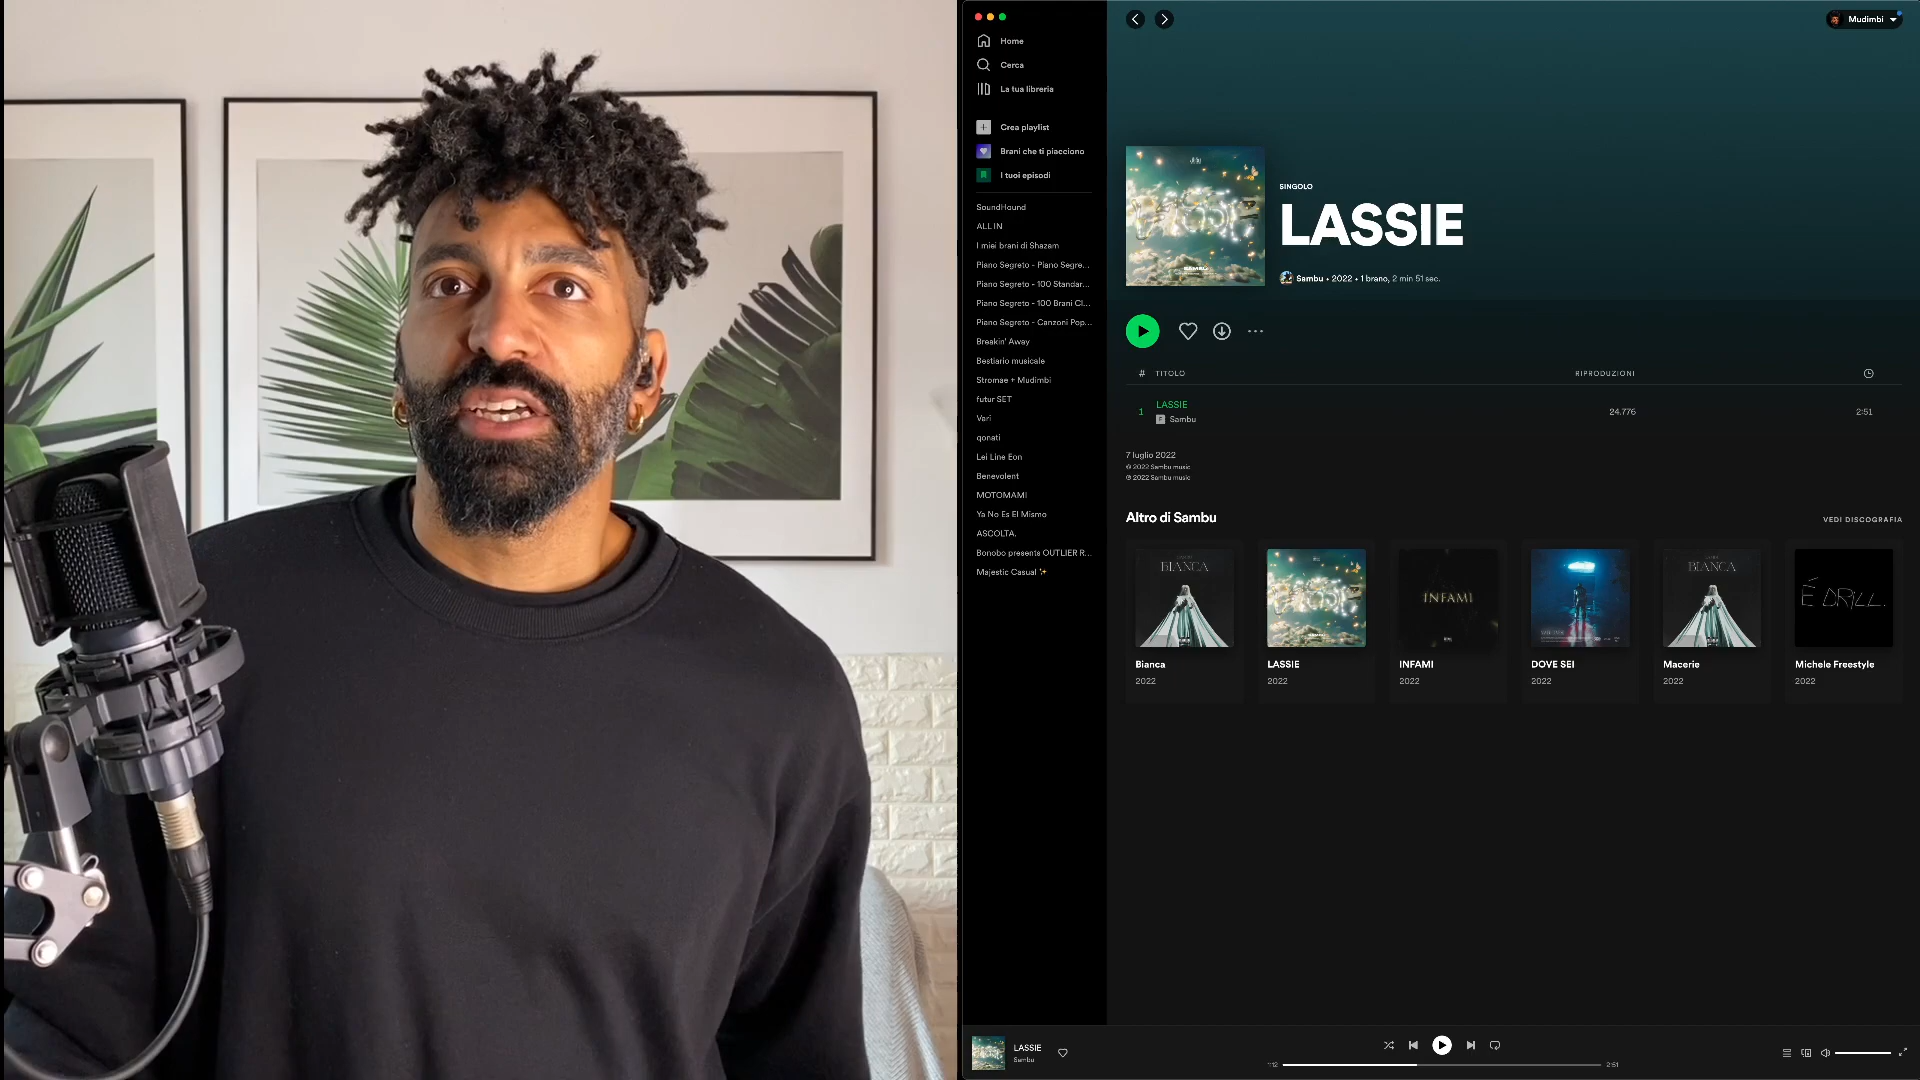 Home
Cerca
La tua libreria
Crea playlist
Brani che ti piacciono
I tuoi episodi
SoundHound
ALL IN
I miei brani di Shazam
Piano Segreto - Piano Segre...
Piano Segreto - 100 Standar...
Piano Segreto - 100 Brani Cl...
Piano Segreto - Canzoni Pop...
Breakin' Away
Bestiario musicale
Stromae + Mudimbi
futur SET
Vari
qonati
Lei Line Eon
Benevolent
MOTOMAMI
Ya No Es El Mismo
ASCOLTA.
Bonobo presents OUTLIER R...
Majestic Casual ✨
Mudimbi
SINGOLO
LASSIE
Sambu • 2022 • 1 brano, 2 min 51 sec.
# TITOLO RIPRODUZIONI
1 LASSIE 24.776 2:51
E Sambu
7 luglio 2022
© 2022 Sambu music
℗ 2022 Sambu music
Altro di Sambu
VEDI DISCOGRAFIA
BIANCA
INFAMI
BIANCA
É DRILL.
Bianca LASSIE INFAMI DOVE SEI Macerie Michele Freestyle
2022 2022 2022 2022 2022 2022
LASSIE
Sambu
1:12 2:51